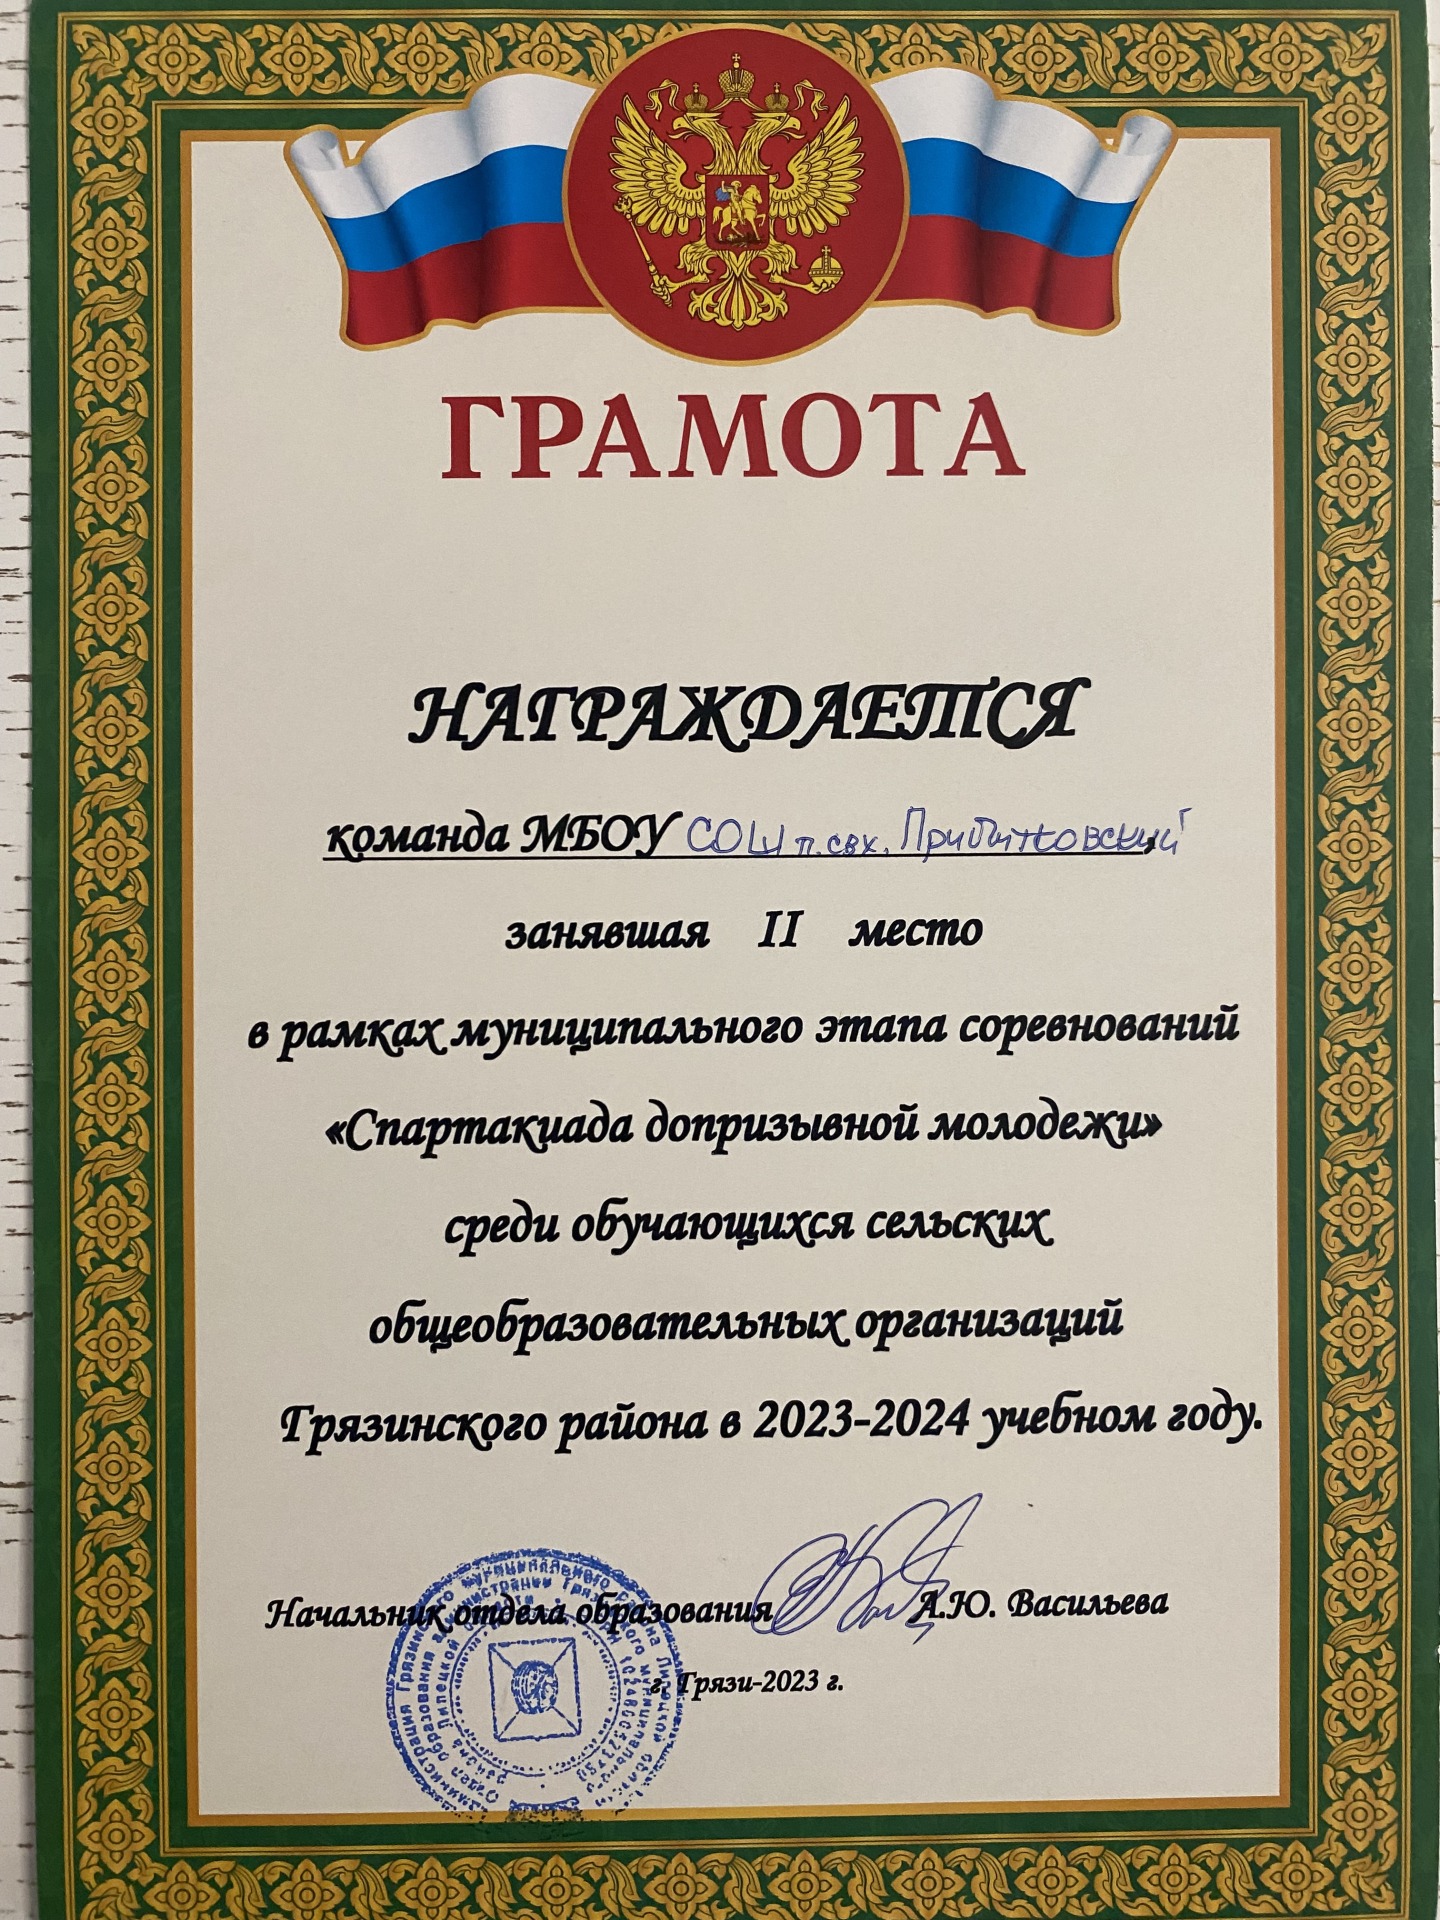 ГРАМОТА
НАГРАЖДАЕТСЯ
команда МБОУ СОШ п.свх. Прибытковский,
занявшая II место
в рамках муниципального этапа соревнований
«Спартакиада допризывной молодежи»
среди обучающихся сельских
общеобразовательных организаций
Грязинского района в 2023-2024 учебном году.
Начальник отдела образования А.Ю. Васильева
г. Грязи-2023 г.